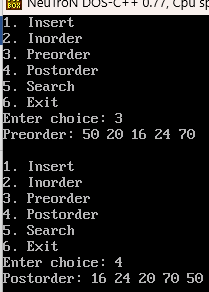 NeuTroN DOS-C++ 0.77, Cpu sp
BOX
1. Insert
2. Inorder
3. Preorder
4. Postorder
5. Search
6. Exit
Enter choice: 3
Preorder: 50 20 16 24 70
1. Insert
2. Inorder
3. Preorder
4. Postorder
5. Search
6. Exit
Enter choice: 4
Postorder: 16 24 20 70 50